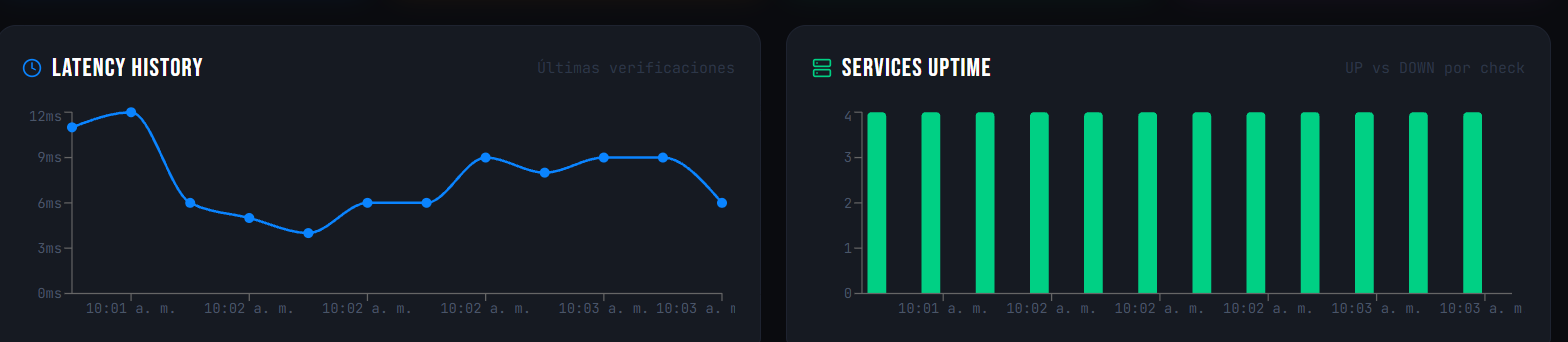 LATENCY HISTORY
Últimas verificaciones
12ms
9ms
6ms
3ms
0ms
10:01 a. m. 10:02 a. m. 10:02 a. m. 10:02 a. m. 10:03 a. m. 10:03 a. m
SERVICES UPTIME
UP vs DOWN por check
4
3
2
1
0
10:01 a. m. 10:02 a. m. 10:02 a. m. 10:02 a. m. 10:03 a. m. 10:03 a. m